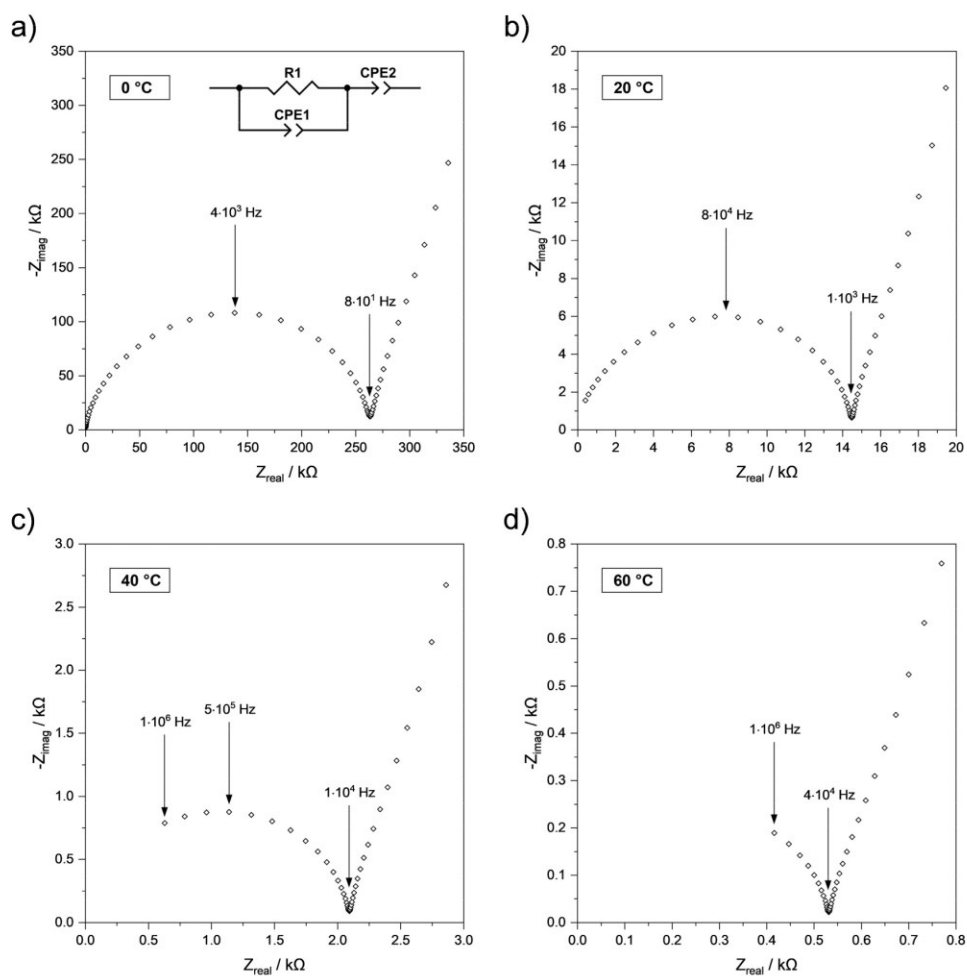 a)
0 °C
R1
CPE2
CPE1
4·10³ Hz
8·10¹ Hz
-Z_imag / kΩ
350
300
250
200
150
100
50
0
0 50 100 150 200 250 300 350
Z_real / kΩ
b)
20 °C
8·10⁴ Hz
1·10³ Hz
-Z_imag / kΩ
18
16
14
12
10
8
6
4
2
0
0 2 4 6 8 10 12 14 16 18 20
Z_real / kΩ
c)
40 °C
1·10⁶ Hz
5·10⁵ Hz
1·10⁴ Hz
-Z_imag / kΩ
3.0
2.5
2.0
1.5
1.0
0.5
0.0
0.0 0.5 1.0 1.5 2.0 2.5 3.0
Z_real / kΩ
d)
60 °C
1·10⁶ Hz
4·10⁴ Hz
-Z_imag / kΩ
0.8
0.7
0.6
0.5
0.4
0.3
0.2
0.1
0.0
0.0 0.1 0.2 0.3 0.4 0.5 0.6 0.7 0.8
Z_real / kΩ